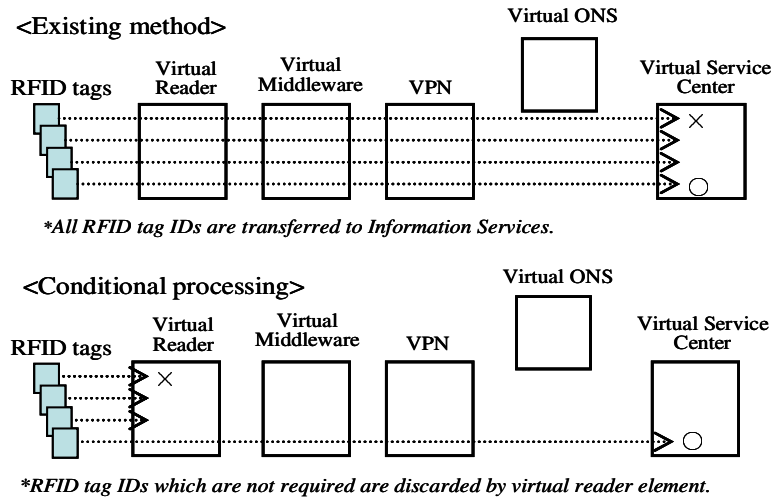 <Existing method>
Virtual ONS
RFID tags
Virtual
Reader
Virtual
Middleware
VPN
Virtual Service
Center
×
○
*All RFID tag IDs are transferred to Information Services.
<Conditional processing>
Virtual ONS
RFID tags
Virtual
Reader
Virtual
Middleware
VPN
Virtual Service
Center
×
○
*RFID tag IDs which are not required are discarded by virtual reader element.